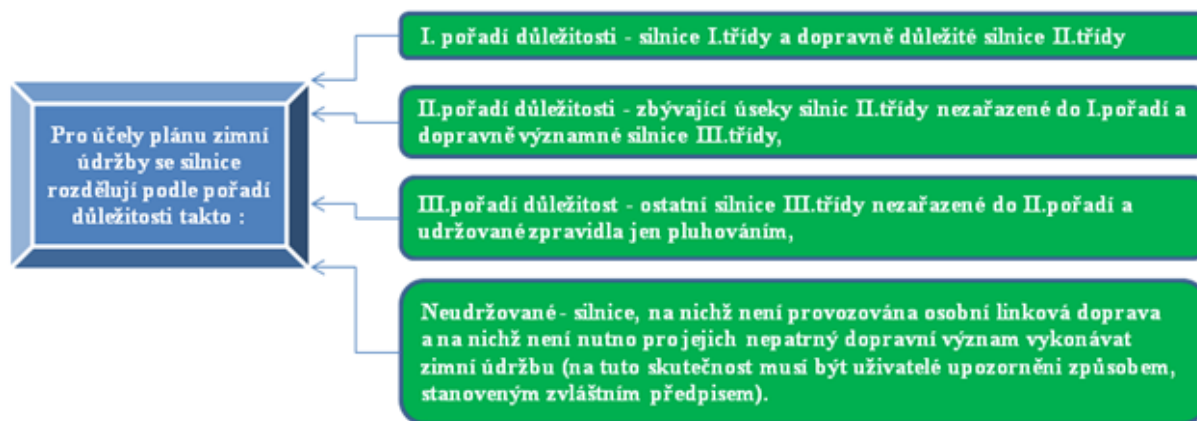 Pro účely plánu zimní
údržby se silnice
rozdělují podle pořadí
důležitosti takto :
I. pořadí důležitosti - silnice I.třídy a dopravně důležité silnice II.třídy
II.pořadí důležitosti - zbývající úseky silnic II.třídy nezařazené do I.pořadí a
dopravně významné silnice III.třídy,
III.pořadí důležitost - ostatní silnice III.třídy nezařazené do II.pořadí a
udržované zpravidla jen pluhováním,
Neudržované - silnice, na nichž není provozována osobní linková doprava
a na nichž není nutno pro jejich nepatrný dopravní význam vykonávat
zimní údržbu (na tuto skutečnost musí být uživatelé upozorněni způsobem,
stanoveným zvláštním předpisem).